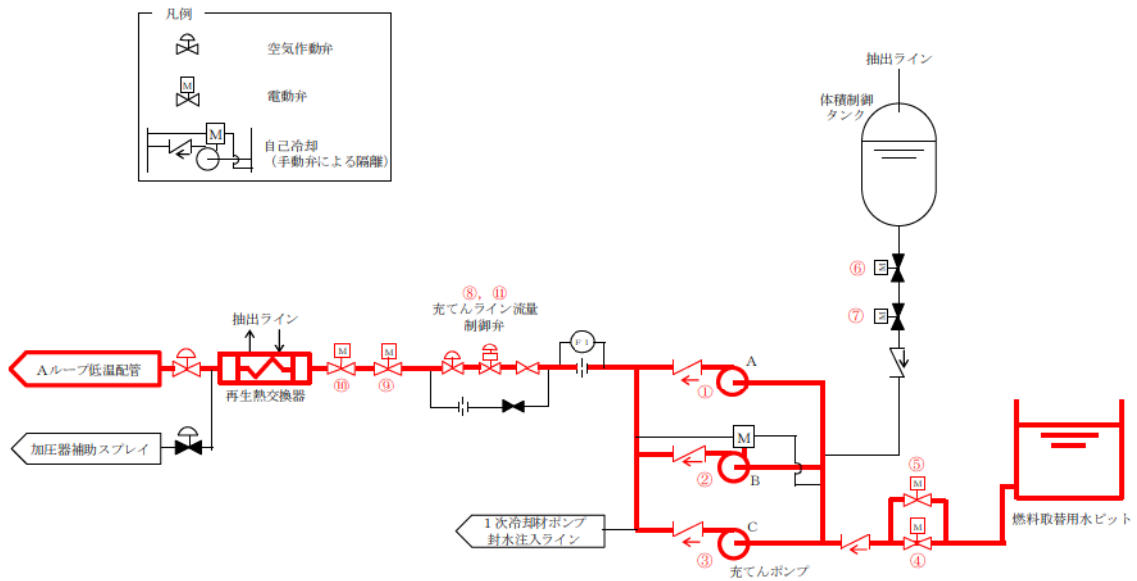 凡例
空気作動弁
M
電動弁
M
自己冷却
(手動弁による隔離)
抽出ライン
体積制御
タンク
M
⑥
M
⑦
⑧,⑪
充てんライン流量
制御弁
抽出ライン
M
M
FI
Aループ低温配管
再生熱交換器
⑩
⑨
①
A
加圧器補助スプレイ
M
②
B
⑤
M
M
④
燃料取替用水ピット
1次冷却材ポンプ
封水注入ライン
③
C
充てんポンプ